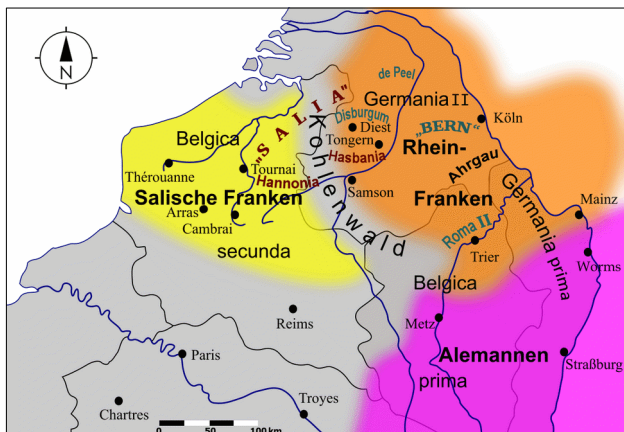 N
de Peel
Germania II
"SALIA"
Disburgum
Diest
Köln
Belgica
Tongern
„BERN"
Hasbania
Rhein-
Ahrgau
Thérouanne
Tournai
Hannonia
Samson
Kohlenwald
Salische Franken
Franken
Germania prima
Arras
Cambrai
Mainz
Roma II
secunda
Trier
Worms
Belgica
Reims
Metz
Paris
Alemannen
Straßburg
prima
Chartres
Troyes
0 50 100 km